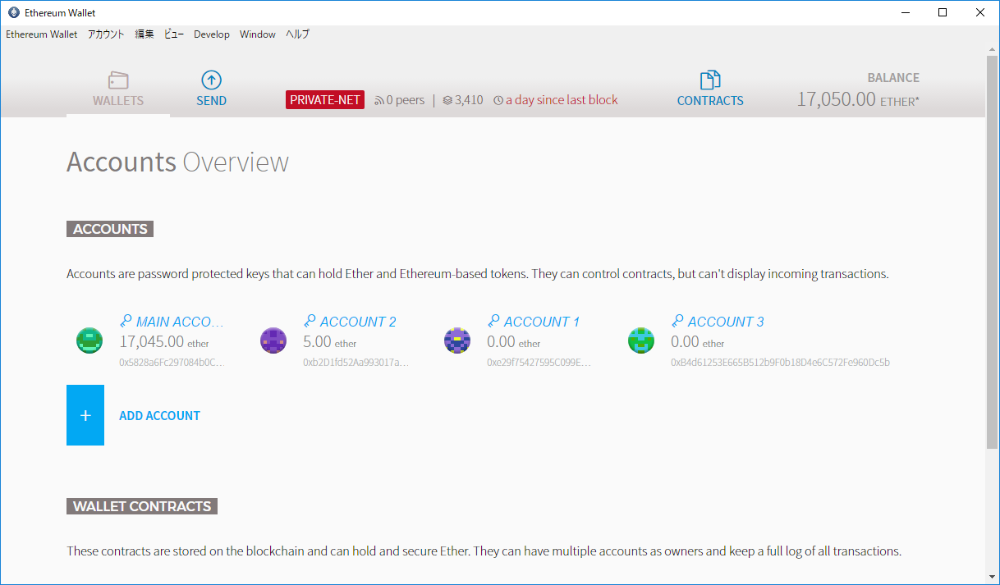 Ethereum Wallet
Ethereum Wallet アカウント 編集 ビュー Develop Window ヘルプ
WALLETS
SEND
PRIVATE-NET 0 peers | 3,410 a day since last block
CONTRACTS
BALANCE
17,050.00 ETHER*
Accounts Overview
ACCOUNTS
Accounts are password protected keys that can hold Ether and Ethereum-based tokens. They can control contracts, but can't display incoming transactions.
MAIN ACCO...
17,045.00 ether
0x5828a6Fc297084b0C...
ACCOUNT 2
5.00 ether
0xb2D1fd52Aa993017a...
ACCOUNT 1
0.00 ether
0xe29f75427595C099E...
ACCOUNT 3
0.00 ether
0xB4d61253E665B512b9F0b18D4e6C572Fe960Dc5b
+ ADD ACCOUNT
WALLET CONTRACTS
These contracts are stored on the blockchain and can hold and secure Ether. They can have multiple accounts as owners and keep a full log of all transactions.